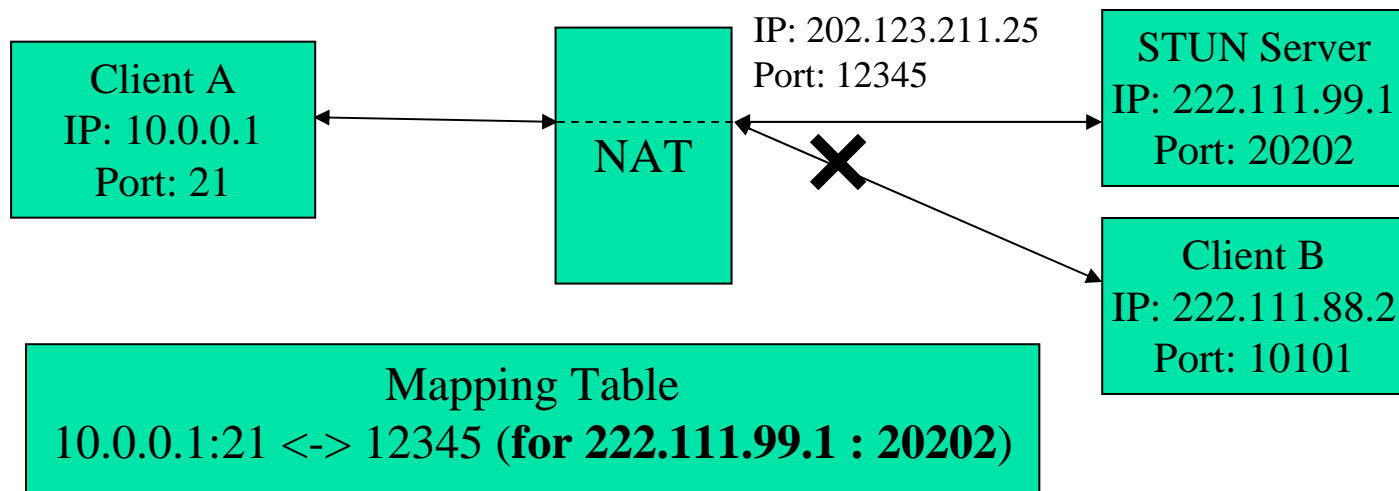 IP: 202.123.211.25
Port: 12345
Client A
IP: 10.0.0.1
Port: 21
NAT
STUN Server
IP: 222.111.99.1
Port: 20202
Client B
IP: 222.111.88.2
Port: 10101
Mapping Table
10.0.0.1:21 <-> 12345 (for 222.111.99.1 : 20202)